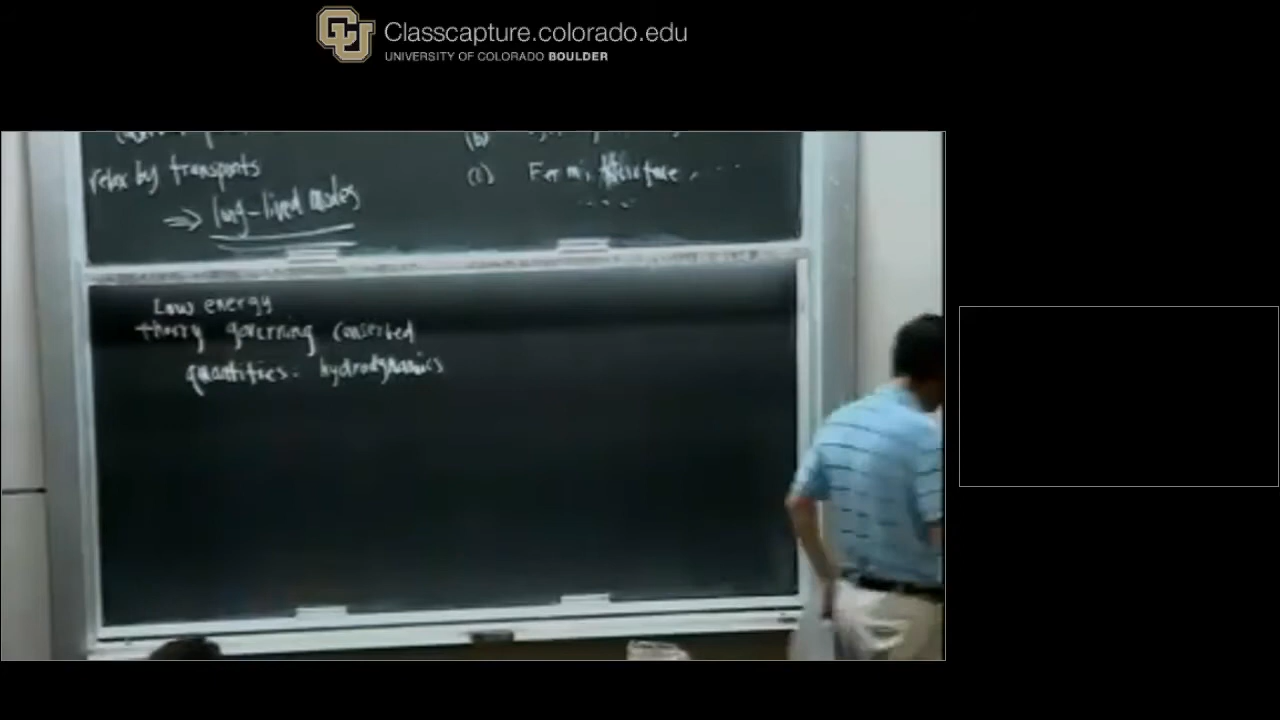 Classcapture.colorado.edu
UNIVERSITY OF COLORADO BOULDER
relax by transports
⇒ long-lived modes
(b)
(c) Fermi
Low energy
theory governing conserved
quantities. hydrodynamics